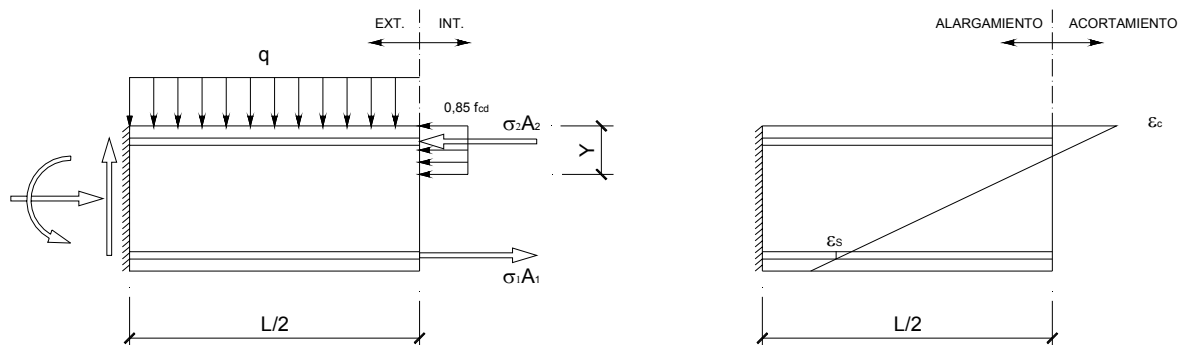 EXT. INT.
q
0,85 fcd
σ2A2
Y
σ1A1
L/2
ALARGAMIENTO ACORTAMIENTO
εc
εs
L/2